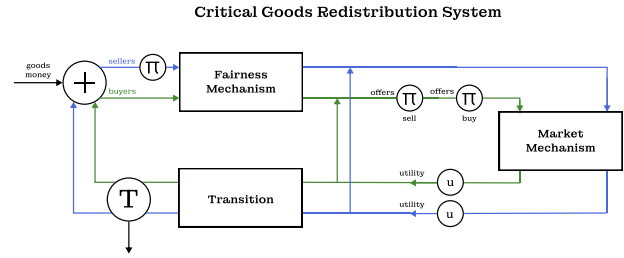 Critical Goods Redistribution System
goods
money
+
sellers
π
buyers
Fairness
Mechanism
offers
π
sell
offers
π
buy
Market
Mechanism
T
Transition
utility
u
utility
u